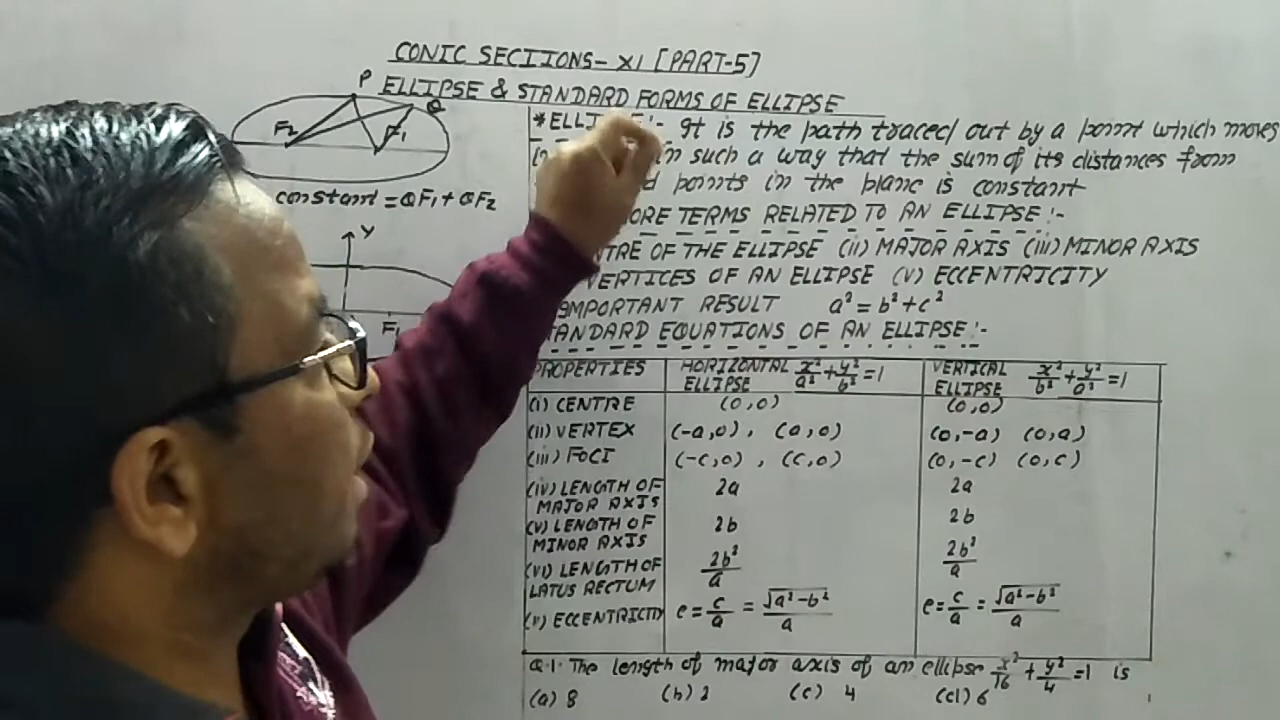 CONIC SECTIONS- XI [PART-5]
ELLIPSE & STANDARD FORMS OF ELLIPSE
P
Q
F2
F1
constant = QF1 + QF2
Y
F1
*ELLIPSE:- It is the path traced out by a point which moves
in such a way that the sum of its distances from
points in the plane is constant
TERMS RELATED TO AN ELLIPSE:-
OF THE ELLIPSE (ii) MAJOR AXIS (iii) MINOR AXIS
VERTICES OF AN ELLIPSE (v) ECCENTRICITY
IMPORTANT RESULT a² = b² + c²
STANDARD EQUATIONS OF AN ELLIPSE:-
PROPERTIES | HORIZONTAL ELLIPSE x²/a² + y²/b² = 1 | VERTICAL ELLIPSE x²/b² + y²/a² = 1
(i) CENTRE | (0,0) | (0,0)
(ii) VERTEX | (-a,0), (a,0) | (0,-a) (0,a)
(iii) FOCI | (-c,0), (c,0) | (0,-c) (0,c)
(iv) LENGTH OF MAJOR AXIS | 2a | 2a
(v) LENGTH OF MINOR AXIS | 2b | 2b
(vi) LENGTH OF LATUS RECTUM | 2b²/a | 2b²/a
(v) ECCENTRICITY | e = c/a = √a²-b²/a | e = c/a = √a²-b²/a
Q.1. The length of major axis of an ellipse x²/16 + y²/4 = 1 is
(a) 8 (b) 2 (c) 4 (d) 6